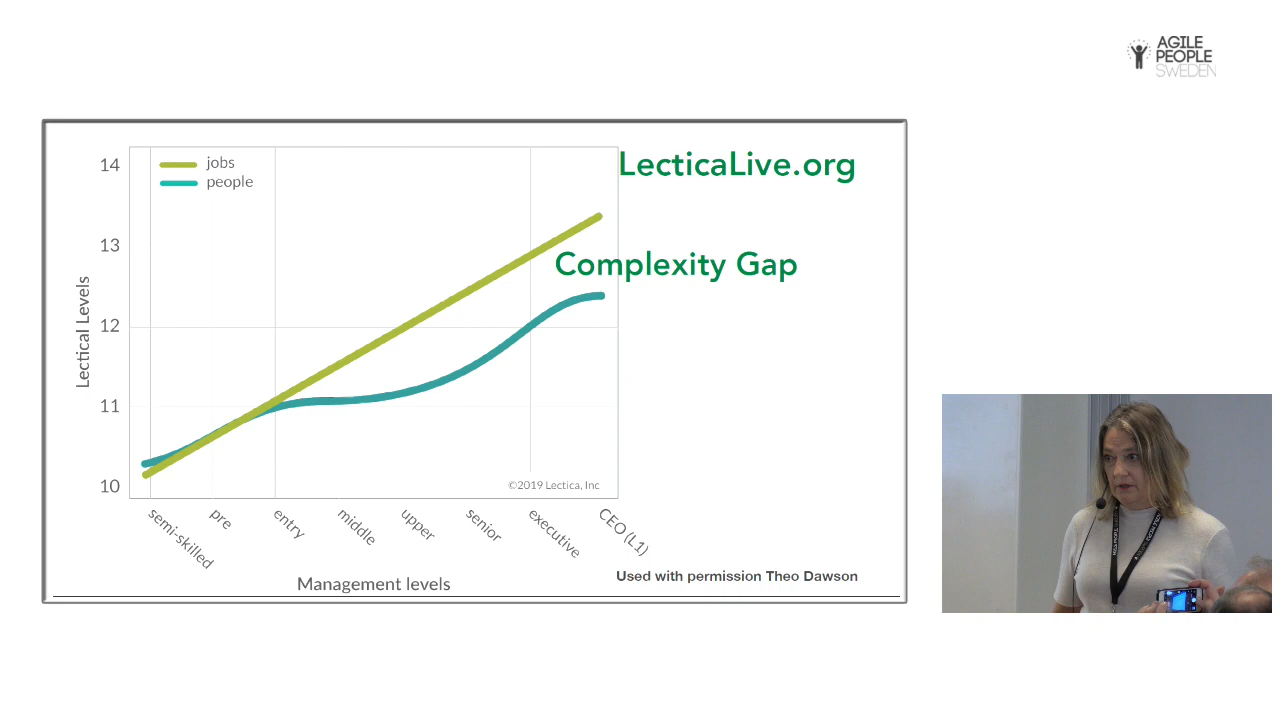 AGILE
PEOPLE
SWEDEN
LecticaLive.org
Complexity Gap
jobs
people
14
13
12
11
10
Lectical Levels
©2019 Lectica, Inc
semi-skilled
pre
entry
middle
upper
senior
executive
CEO (L1)
Management levels
Used with permission Theo Dawson